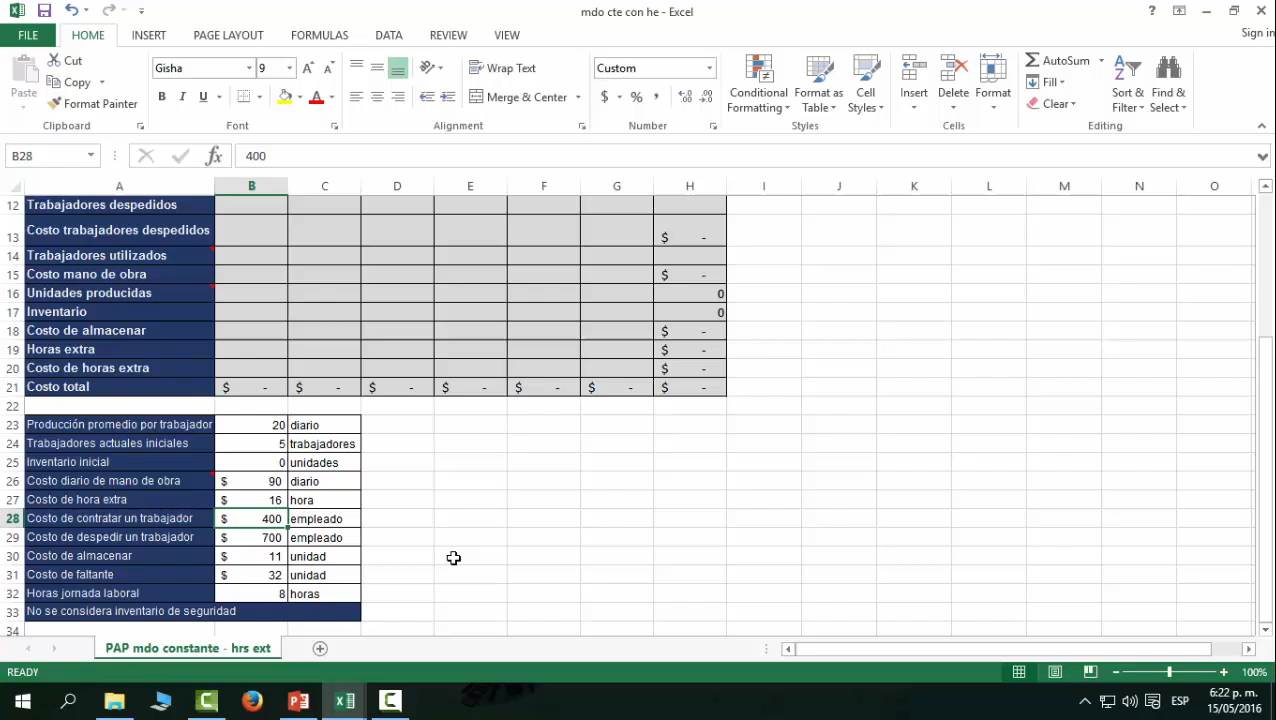 mdo cte con he - Excel
FILE HOME INSERT PAGE LAYOUT FORMULAS DATA REVIEW VIEW Sign in
Paste Cut Copy Format Painter Clipboard
Gisha 9 B I U A Font
Wrap Text Merge & Center Alignment
Custom $ % , Number
Conditional Formatting Format as Table Cell Styles Styles
Insert Delete Format Cells
AutoSum Fill Clear Sort & Filter Find & Select Editing
B28 fx 400
A B C D E F G H I J K L M N O
12 Trabajadores despedidos
13 Costo trabajadores despedidos $ -
14 Trabajadores utilizados
15 Costo mano de obra $ -
16 Unidades producidas 0
17 Inventario 0
18 Costo de almacenar $ -
19 Horas extra $ -
20 Costo de horas extra $ -
21 Costo total $ - $ - $ - $ - $ - $ - $ -
22
23 Producción promedio por trabajador 20 diario
24 Trabajadores actuales iniciales 5 trabajadores
25 Inventario inicial 0 unidades
26 Costo diario de mano de obra $ 90 diario
27 Costo de hora extra $ 16 hora
28 Costo de contratar un trabajador $ 400 empleado
29 Costo de despedir un trabajador $ 700 empleado
30 Costo de almacenar $ 11 unidad
31 Costo de faltante $ 32 unidad
32 Horas jornada laboral 8 horas
33 No se considera inventario de seguridad
34
PAP mdo constante - hrs ext
READY 100%
ESP 6:22 p. m.
15/05/2016